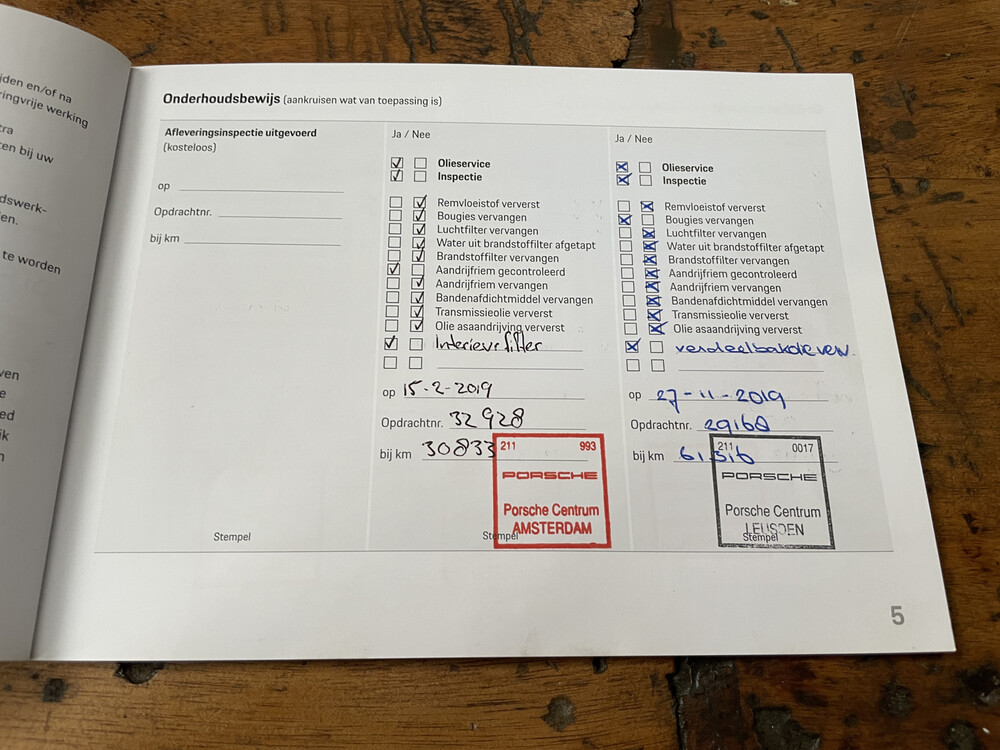 jden en/of na
ringvrije werking
tra
ten bij uw
dswerk-
en.
te worden
ven
e
ed
ik
n
Onderhoudsbewijs (aankruisen wat van toepassing is)
Afleveringsinspectie uitgevoerd
(kosteloos)
op
Opdrachtnr.
bij km
Stempel
Ja / Nee
Olieservice
Inspectie
Remvloeistof ververst
Bougies vervangen
Luchtfilter vervangen
Water uit brandstoffilter afgetapt
Brandstoffilter vervangen
Aandrijfriem gecontroleerd
Aandrijfriem vervangen
Bandenafdichtmiddel vervangen
Transmissieolie ververst
Olie asaandrijving ververst
Interieurfilter
op 15-2-2019
Opdrachtnr. 32928
bij km 30833
211 993
PORSCHE
Porsche Centrum
AMSTERDAM
Stempel
Ja / Nee
Olieservice
Inspectie
Remvloeistof ververst
Bougies vervangen
Luchtfilter vervangen
Water uit brandstoffilter afgetapt
Brandstoffilter vervangen
Aandrijfriem gecontroleerd
Aandrijfriem vervangen
Bandenafdichtmiddel vervangen
Transmissieolie ververst
Olie asaandrijving ververst
op 27-11-2019
Opdrachtnr. 29168
bij km 61.516
211 0017
PORSCHE
Porsche Centrum
LEUSDEN
Stempel
5